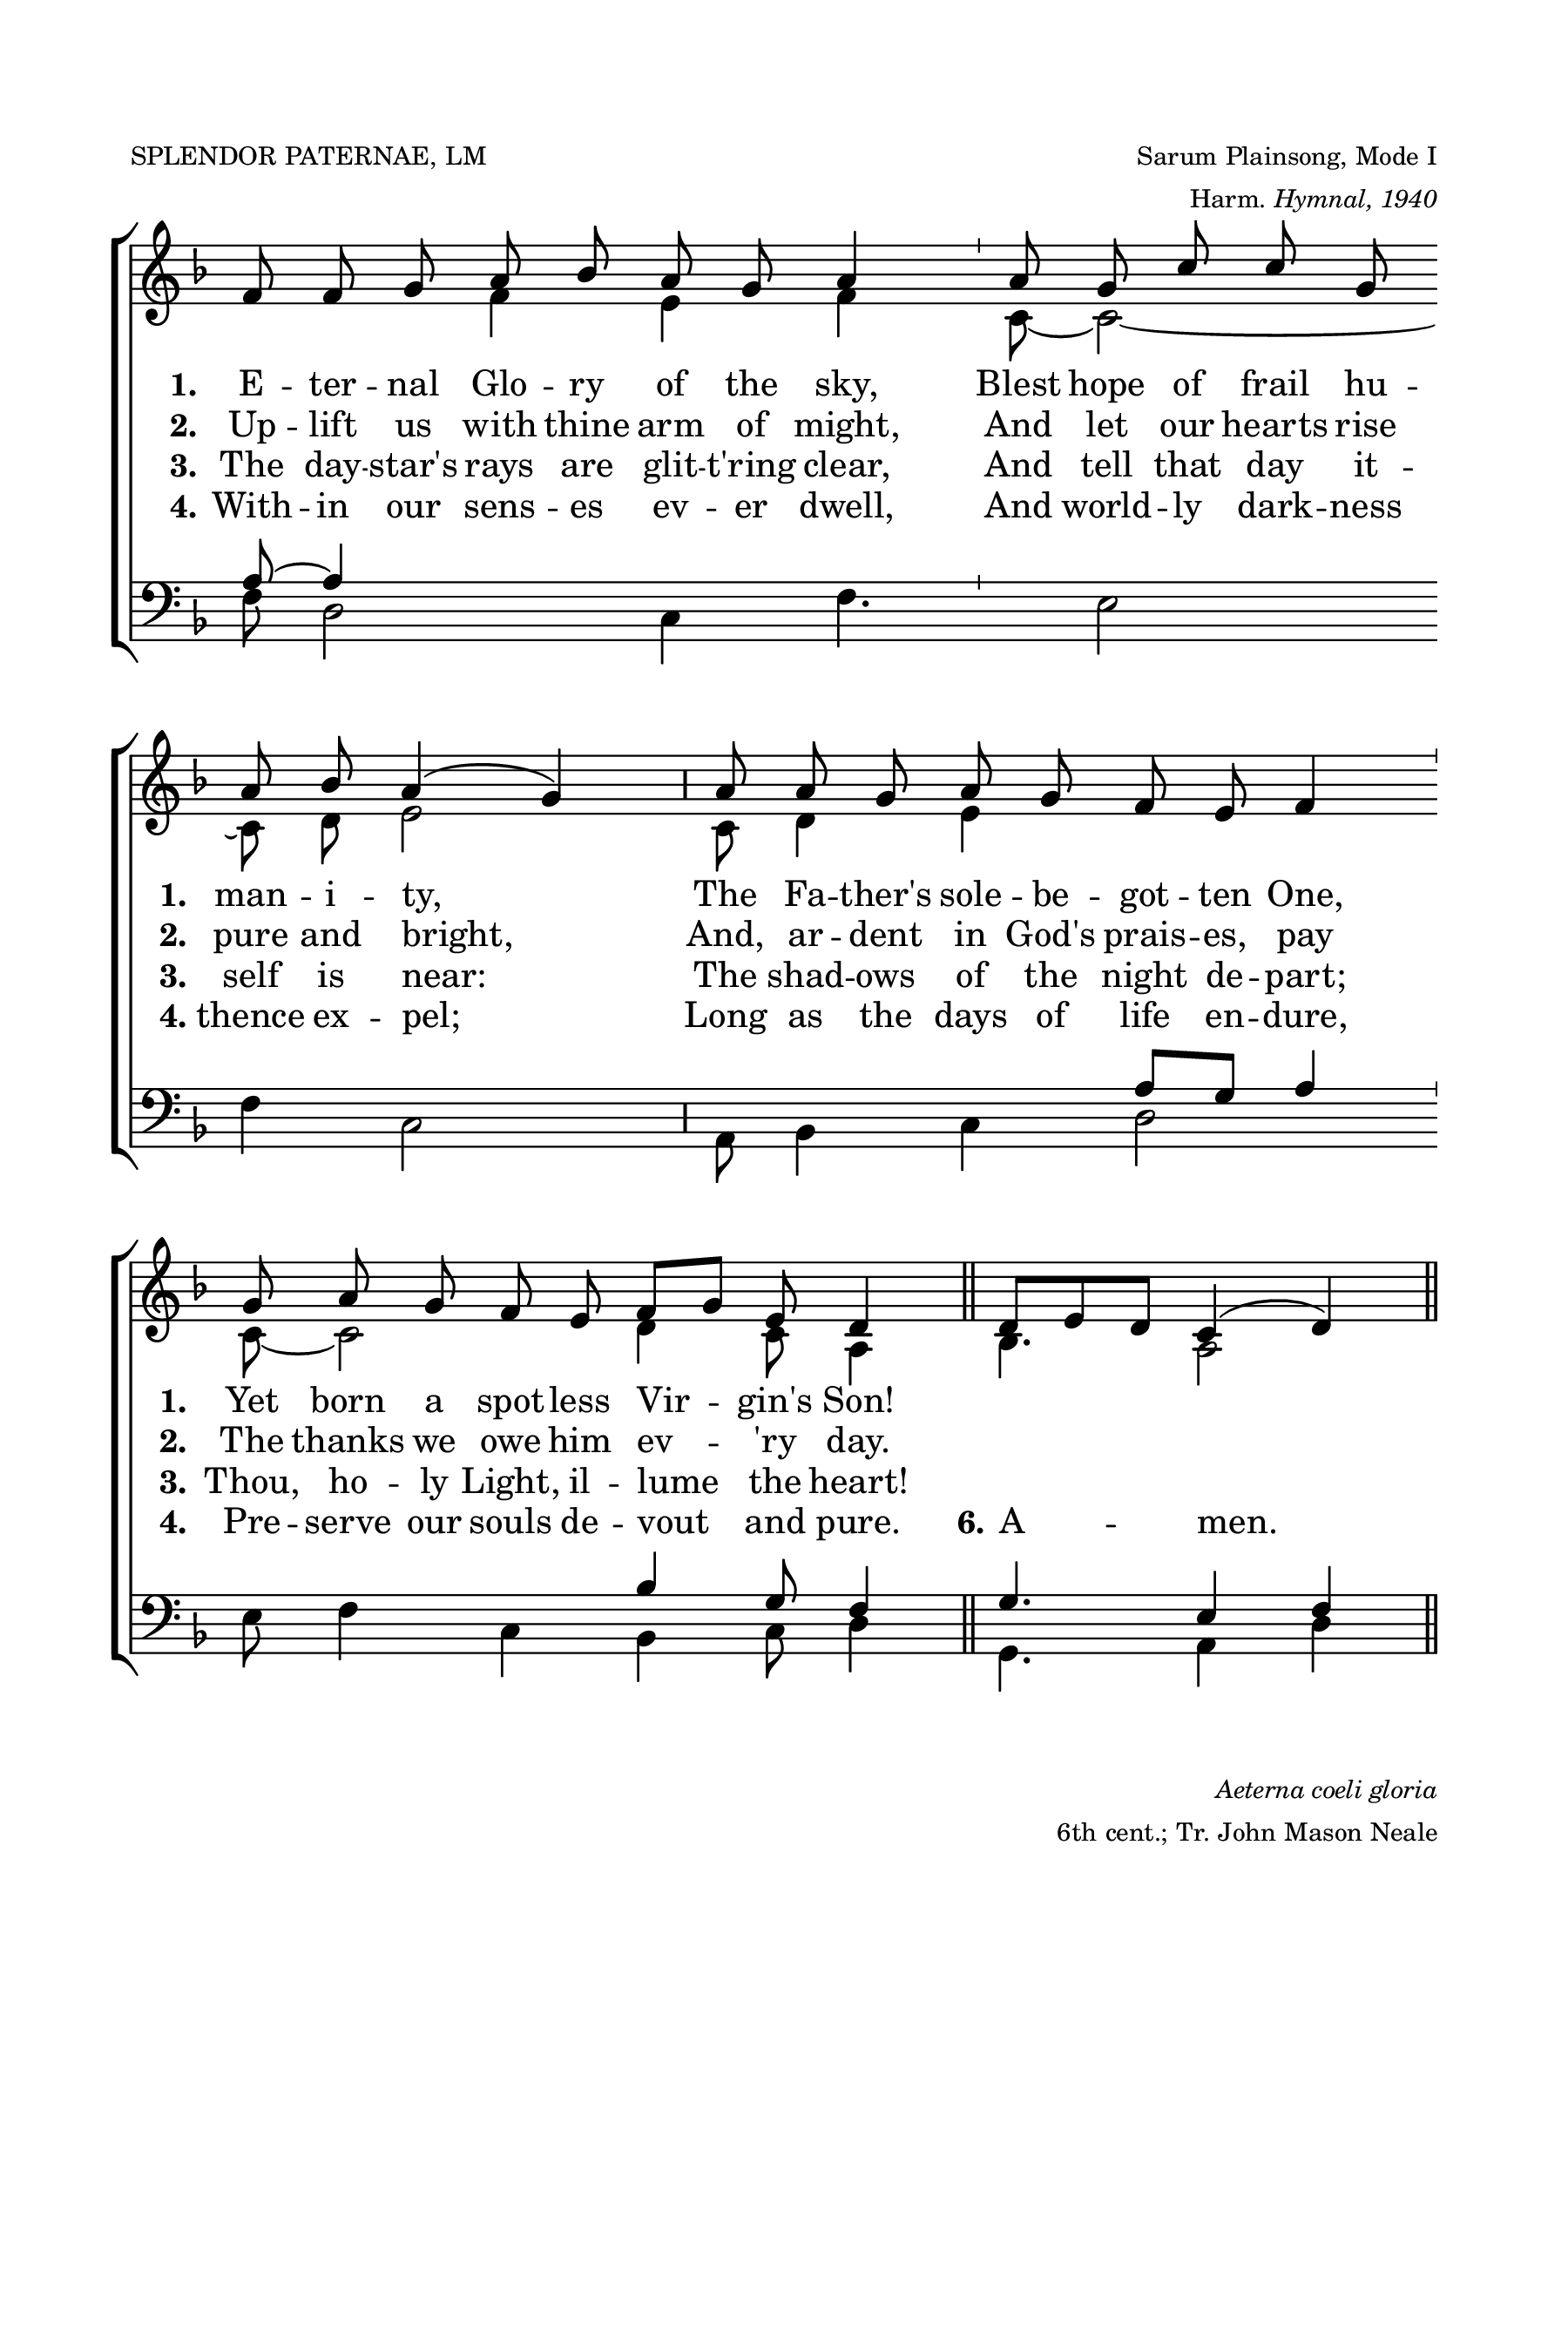 SPLENDOR PATERNAE, LM
Sarum Plainsong, Mode I
Harm. Hymnal, 1940
1. E -- ter -- nal Glo -- ry of the sky, Blest hope of frail hu --
2. Up -- lift us with thine arm of might, And let our hearts rise
3. The day -- star's rays are glit -- t'ring clear, And tell that day it --
4. With -- in our sens -- es ev -- er dwell, And world -- ly dark -- ness
1. man -- i -- ty, The Fa -- ther's sole -- be -- got -- ten One,
2. pure and bright, And, ar -- dent in God's prais -- es, pay
3. self is near: The shad -- ows of the night de -- part;
4. thence ex -- pel; Long as the days of life en -- dure,
1. Yet born a spot -- less Vir -- gin's Son!
2. The thanks we owe him ev -- 'ry day.
3. Thou, ho -- ly Light, il -- lume the heart!
4. Pre -- serve our souls de -- vout and pure. 6. A -- men.
Aeterna coeli gloria
6th cent.; Tr. John Mason Neale